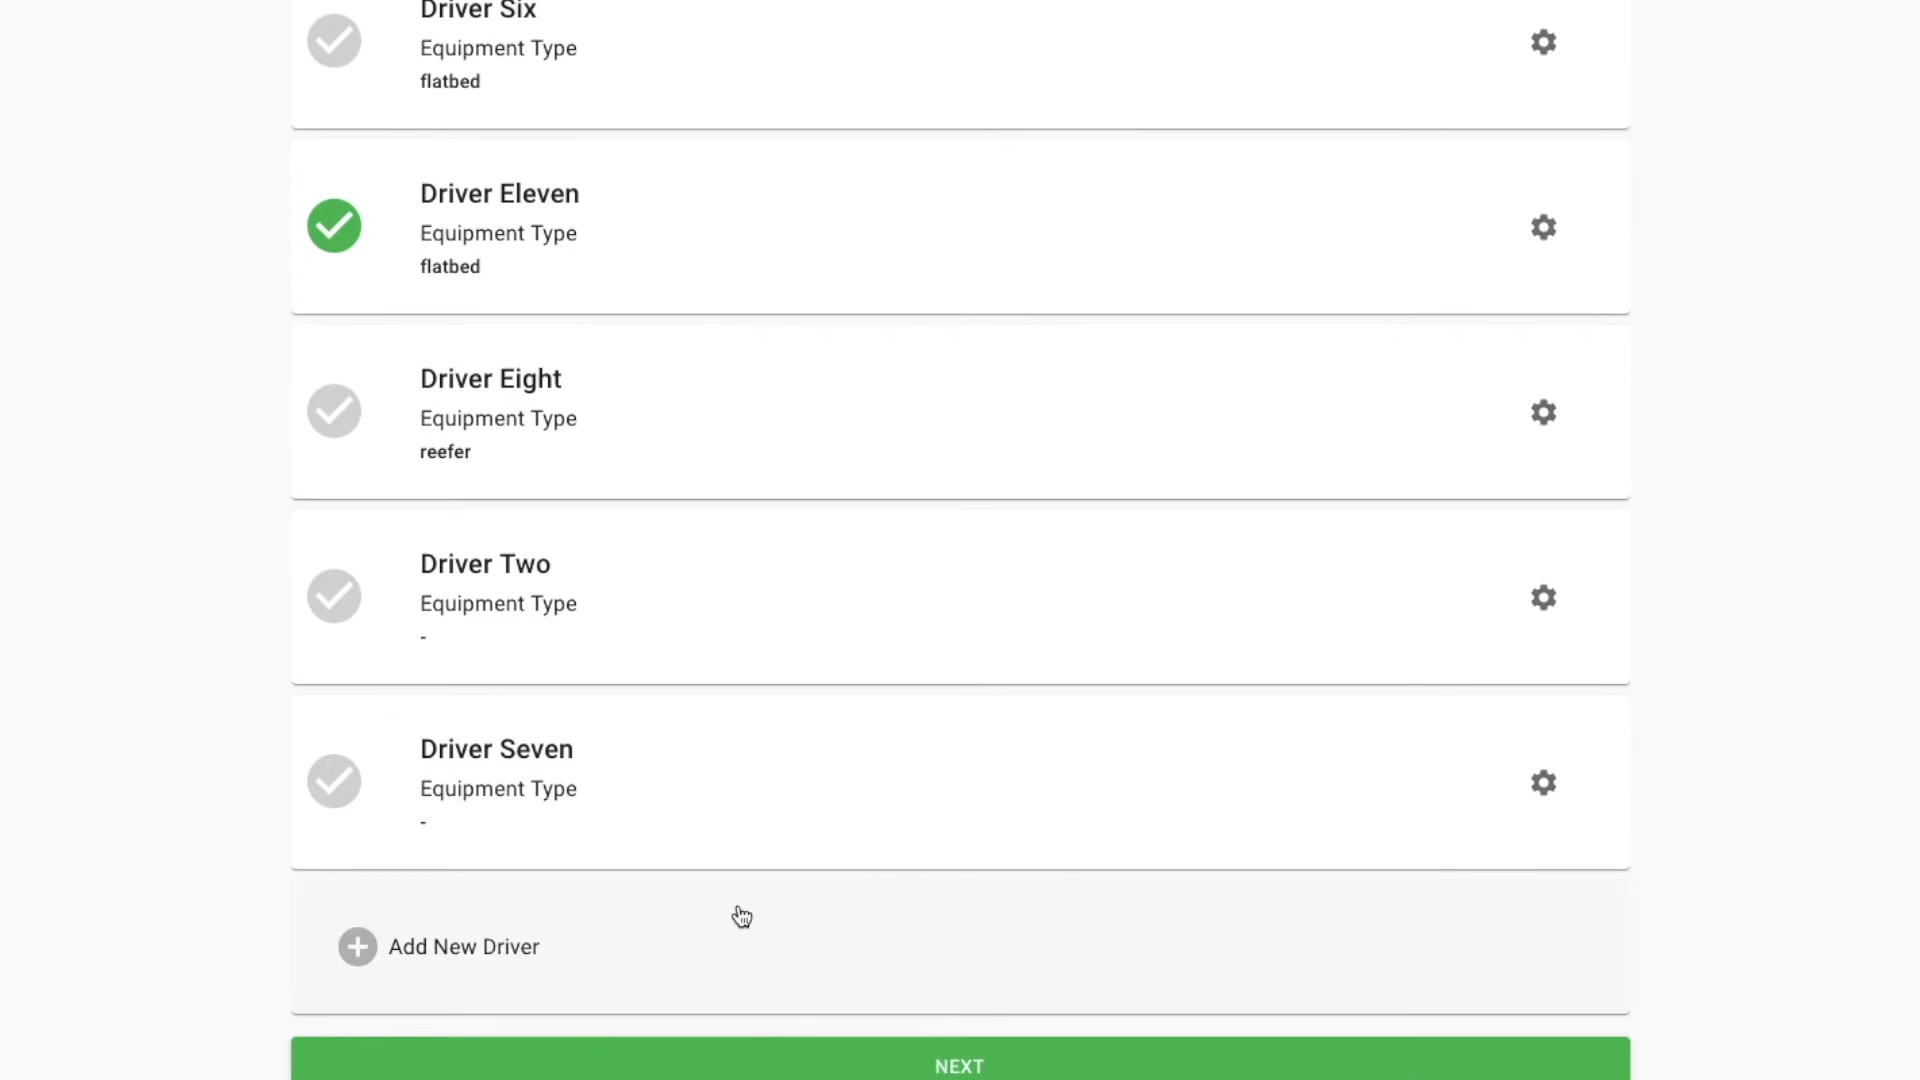 Driver Six
Equipment Type
flatbed
Driver Eleven
Equipment Type
flatbed
Driver Eight
Equipment Type
reefer
Driver Two
Equipment Type
-
Driver Seven
Equipment Type
-
Add New Driver
NEXT